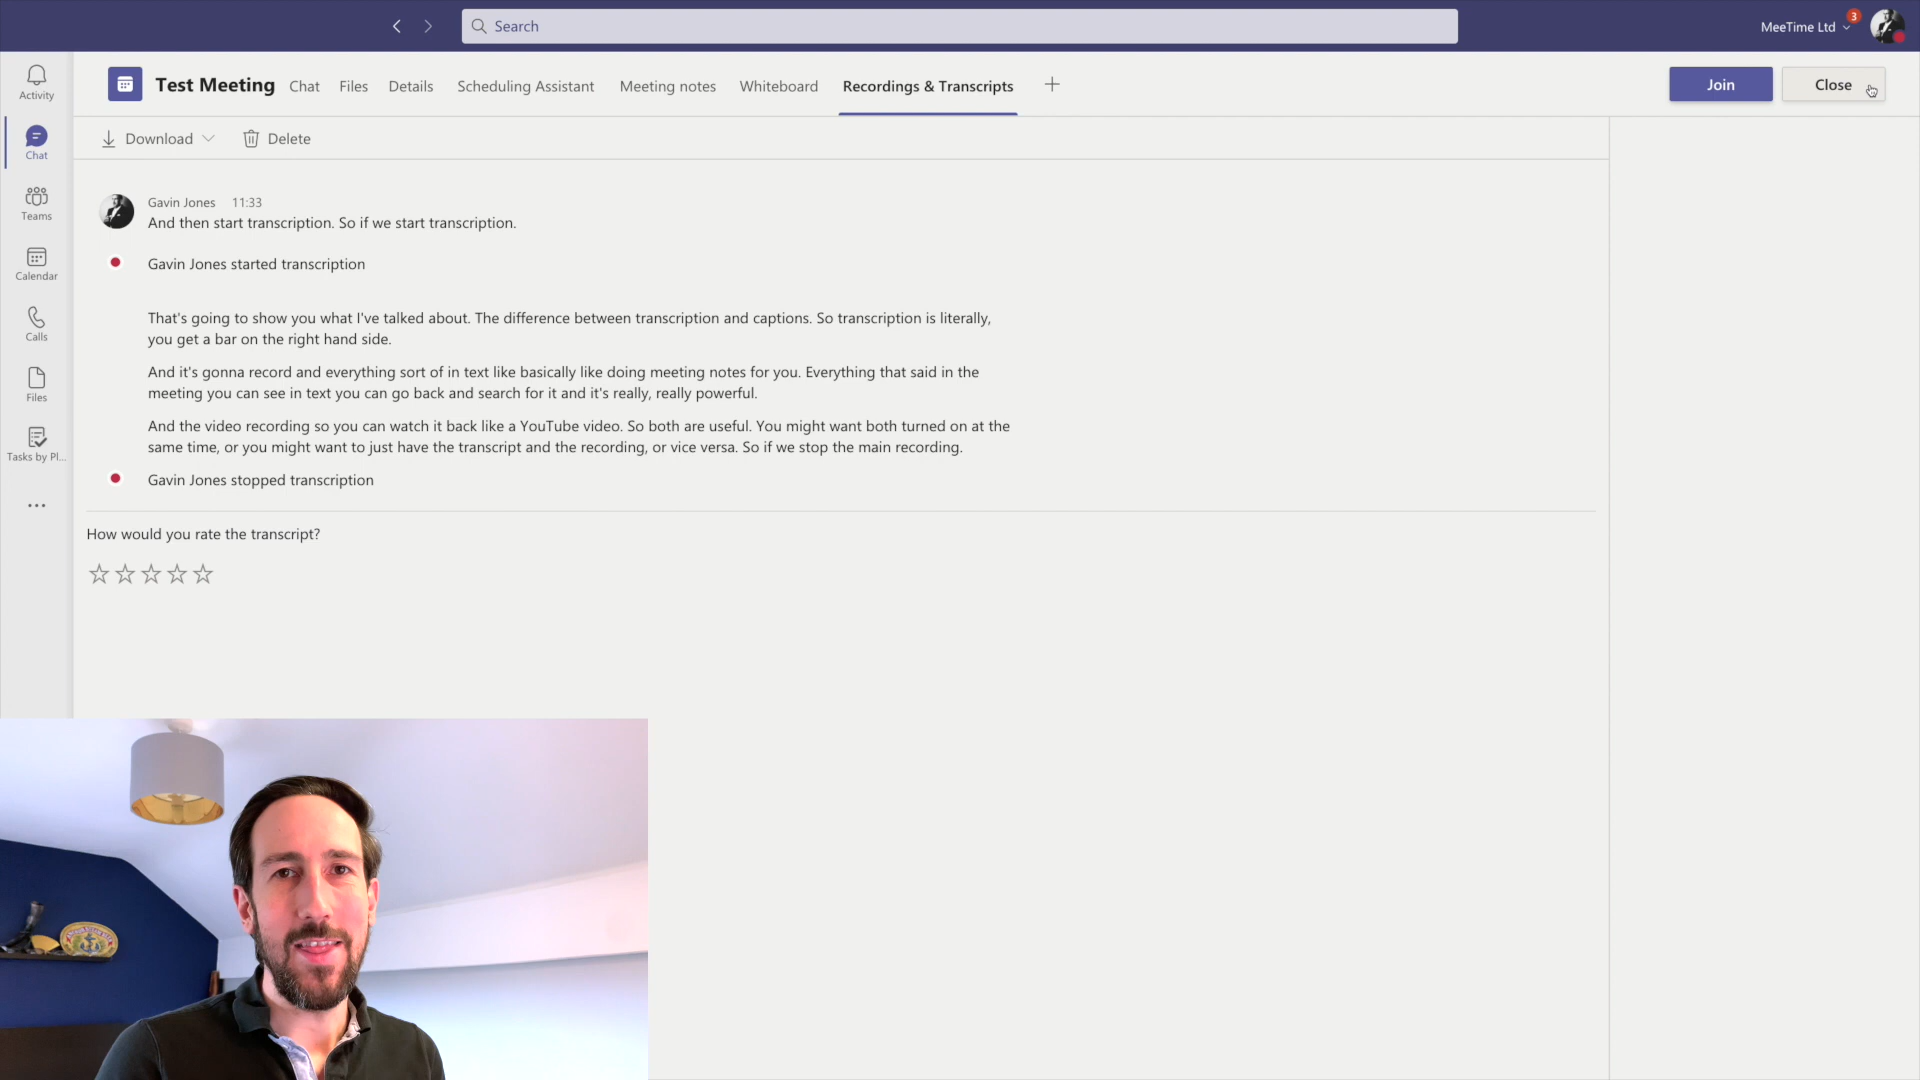 Search
MeeTime Ltd
3
Activity
Chat
Teams
Calendar
Calls
Files
Tasks by Pl...
Test Meeting
Chat
Files
Details
Scheduling Assistant
Meeting notes
Whiteboard
Recordings & Transcripts
Join
Close
Download
Delete
Gavin Jones 11:33
And then start transcription. So if we start transcription.
Gavin Jones started transcription
That's going to show you what I've talked about. The difference between transcription and captions. So transcription is literally,
you get a bar on the right hand side.
And it's gonna record and everything sort of in text like basically like doing meeting notes for you. Everything that said in the
meeting you can see in text you can go back and search for it and it's really, really powerful.
And the video recording so you can watch it back like a YouTube video. So both are useful. You might want both turned on at the
same time, or you might want to just have the transcript and the recording, or vice versa. So if we stop the main recording.
Gavin Jones stopped transcription
How would you rate the transcript?